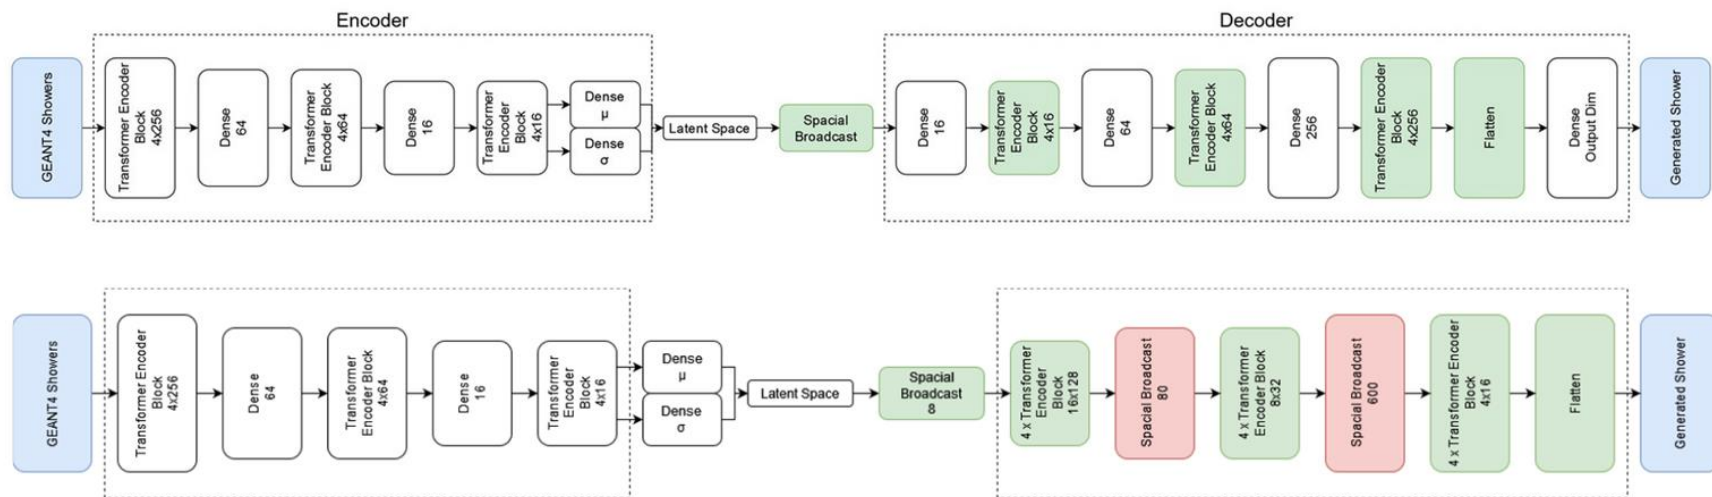 Encoder
Decoder
GEANT4 Showers
Transformer Encoder
Block
4x256
Dense
64
Transformer
Encoder Block
4x64
Dense
16
Transformer
Encoder
Block
4x16
Dense
μ
Dense
σ
Latent Space
Spacial
Broadcast
Dense
16
Transformer
Encoder
Block
4x16
Dense
64
Transformer
Encoder Block
4x64
Dense
256
Transformer Encoder
Block
4x256
Flatten
Dense
Output Dim
Generated Shower
GEANT4 Showers
Transformer Encoder
Block
4x256
Dense
64
Transformer
Encoder Block
4x64
Dense
16
Transformer
Encoder
Block
4x16
Dense
μ
Dense
σ
Latent Space
Spacial
Broadcast
8
4 x Transformer
Encoder
Block
16x128
Spacial Broadcast
80
4 x Transformer
Encoder Block
8x32
Spacial Broadcast
600
4 x Transformer Encoder
Block
4x16
Flatten
Generated Shower